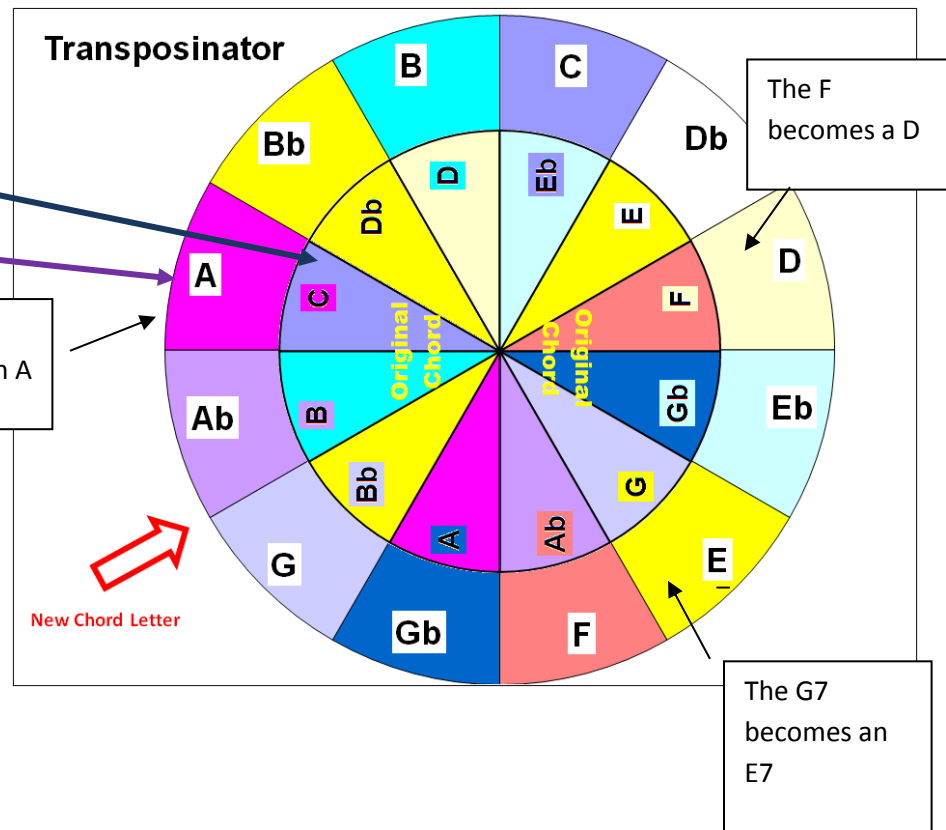 Transposinator
B
C
The F
becomes a D
Bb
Db
D
Eb
Db
E
A
D
C
F
Original
Chord
Original
Chord
n A
Ab
B
Gb
Eb
Bb
G
A
Ab
E
G
New Chord Letter
Gb
F
The G7
becomes an
E7